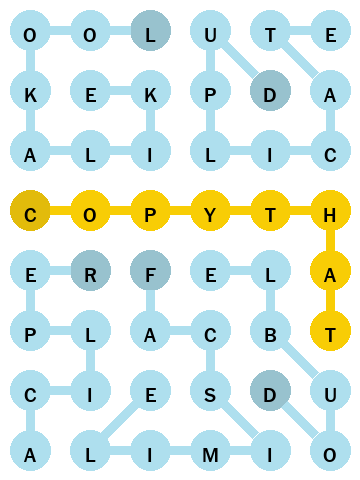 O O L U T E
K E K P D A
A L I L I C
C O P Y T H
E R F E L A
P L A C B T
C I E S D U
A L I M I O